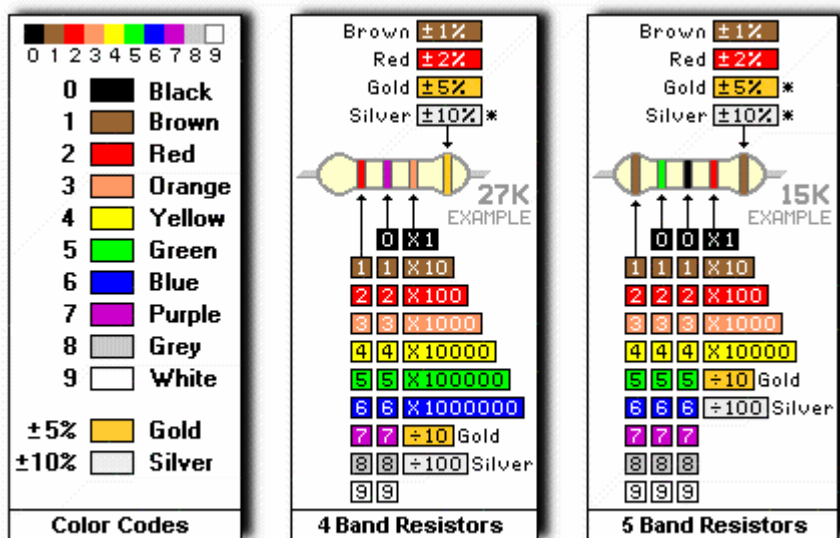 0 1 2 3 4 5 6 7 8 9
0 Black
1 Brown
2 Red
3 Orange
4 Yellow
5 Green
6 Blue
7 Purple
8 Grey
9 White
±5% Gold
±10% Silver
Color Codes
Brown ±1%
Red ±2%
Gold ±5%
Silver ±10% *
27K
EXAMPLE
0 X1
1 1 X10
2 2 X100
3 3 X1000
4 4 X10000
5 5 X100000
6 6 X1000000
7 7 ÷10 Gold
8 8 ÷100 Silver
9 9
4 Band Resistors
Brown ±1%
Red ±2%
Gold ±5% *
Silver ±10% *
15K
EXAMPLE
0 0 X1
1 1 1 X10
2 2 2 X100
3 3 3 X1000
4 4 4 X10000
5 5 5 ÷10 Gold
6 6 6 ÷100 Silver
7 7 7
8 8 8
9 9 9
5 Band Resistors